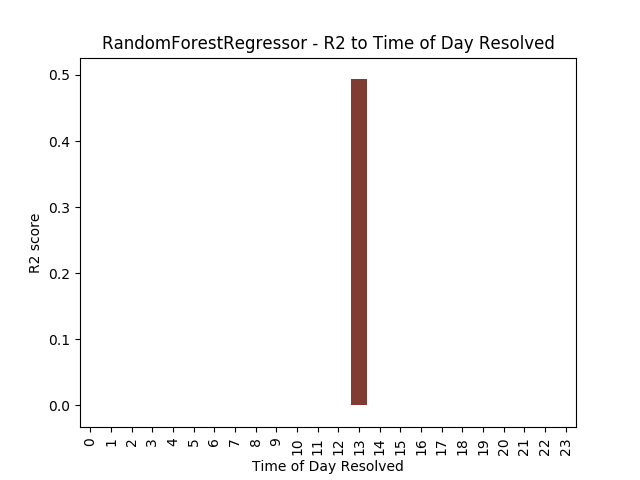 RandomForestRegressor - R2 to Time of Day Resolved
0.5
0.4
0.3
0.2
0.1
0.0
R2 score
0 1 2 3 4 5 6 7 8 9 10 11 12 13 14 15 16 17 18 19 20 21 22 23
Time of Day Resolved